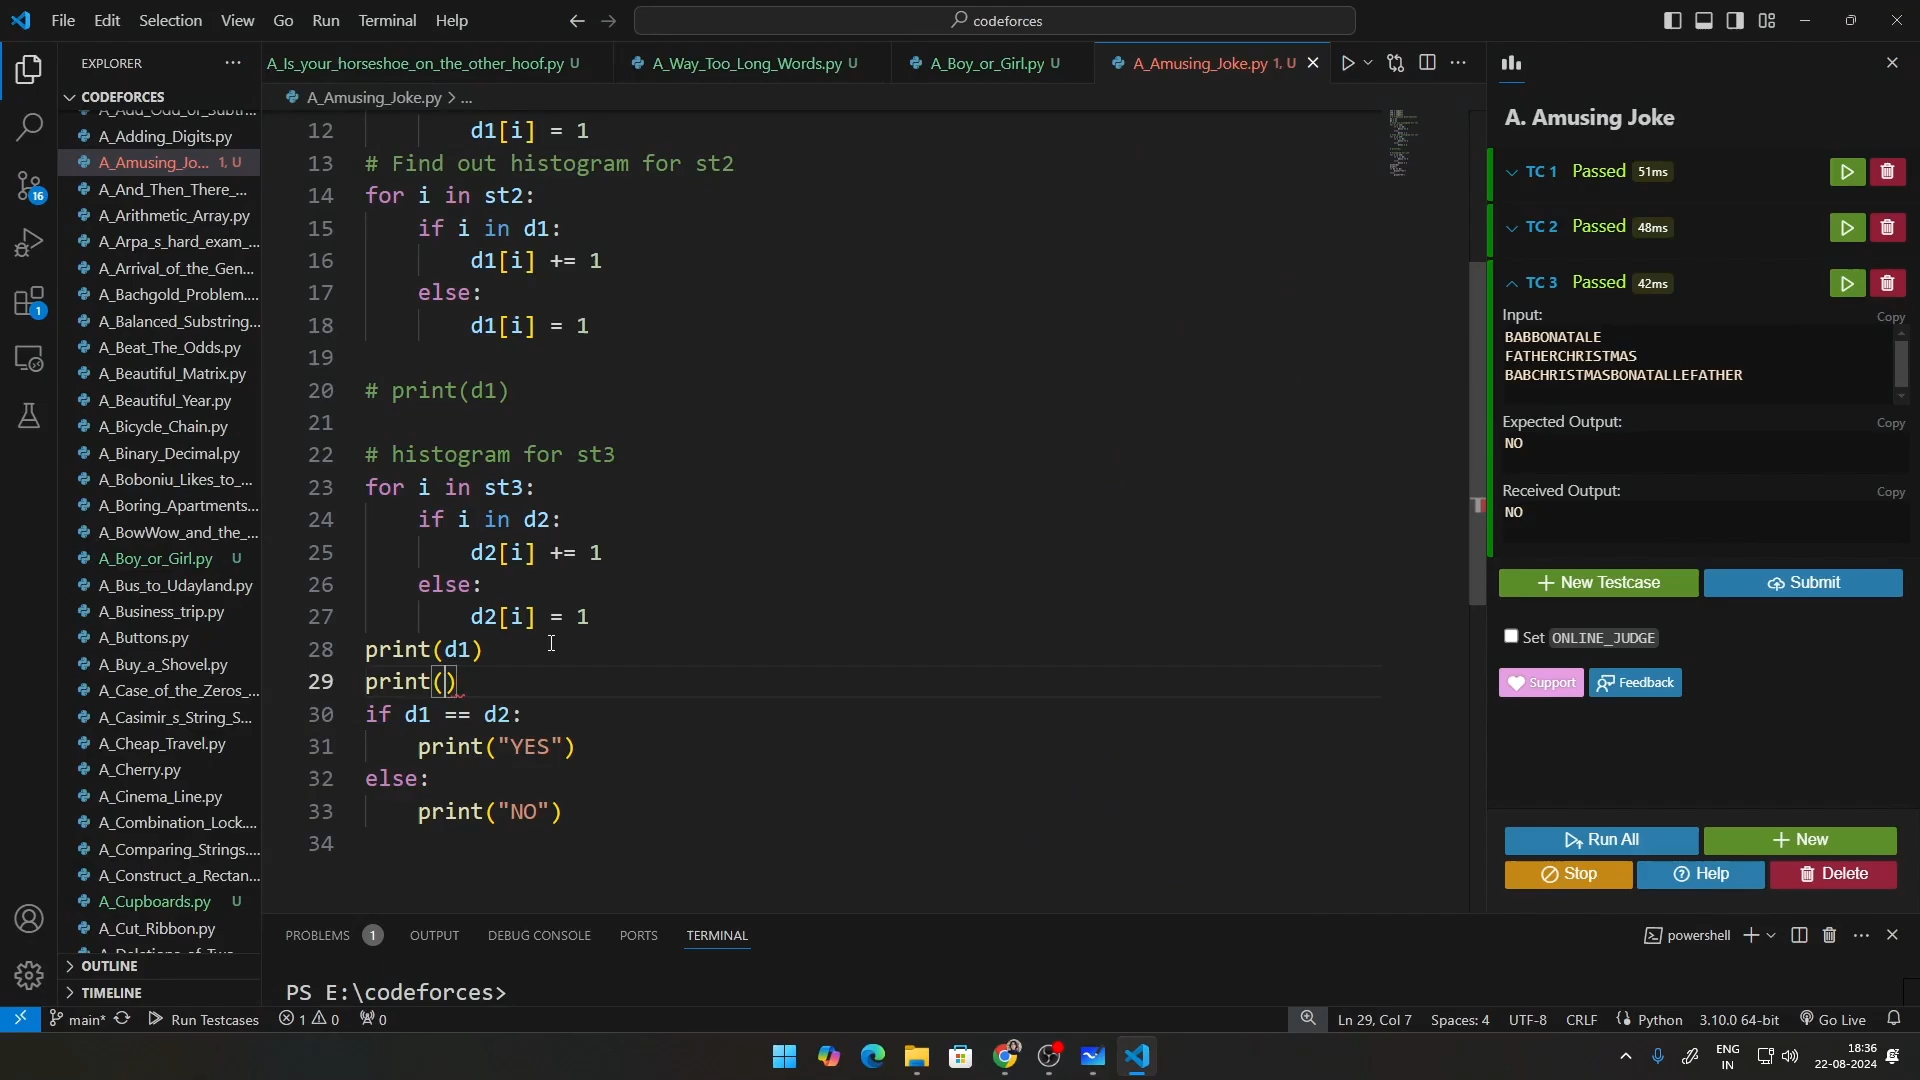 File Edit Selection View Go Run Terminal Help
codeforces
EXPLORER
CODEFORCES
A_Adding_Digits.py
A_Amusing_Jo... 1, U
A_And_Then_There_...
A_Arithmetic_Array.py
A_Arpa_s_hard_exam_...
A_Arrival_of_the_Gen...
A_Bachgold_Problem....
A_Balanced_Substring...
A_Beat_The_Odds.py
A_Beautiful_Matrix.py
A_Beautiful_Year.py
A_Bicycle_Chain.py
A_Binary_Decimal.py
A_Boboniu_Likes_to_...
A_Boring_Apartments...
A_BowWow_and_the_...
A_Boy_or_Girl.py U
A_Bus_to_Udayland.py
A_Business_trip.py
A_Buttons.py
A_Buy_a_Shovel.py
A_Case_of_the_Zeros_...
A_Casimir_s_String_S...
A_Cheap_Travel.py
A_Cherry.py
A_Cinema_Line.py
A_Combination_Lock....
A_Comparing_Strings....
A_Construct_a_Rectan...
A_Cupboards.py U
A_Cut_Ribbon.py
OUTLINE
TIMELINE
16
1
A_Is_your_horseshoe_on_the_other_hoof.py U
A_Way_Too_Long_Words.py U
A_Boy_or_Girl.py U
A_Amusing_Joke.py 1, U
A_Amusing_Joke.py > ...
12 d1[i] = 1
13 # Find out histogram for st2
14 for i in st2:
15 if i in d1:
16 d1[i] += 1
17 else:
18 d1[i] = 1
19
20 # print(d1)
21
22 # histogram for st3
23 for i in st3:
24 if i in d2:
25 d2[i] += 1
26 else:
27 d2[i] = 1
28 print(d1)
29 print()
30 if d1 == d2:
31 print("YES")
32 else:
33 print("NO")
34
A. Amusing Joke
TC 1 Passed 51ms
TC 2 Passed 48ms
TC 3 Passed 42ms
Input: Copy
BABBONATALE
FATHERCHRISTMAS
BABCHRISTMASBONATALLEFATHER
Expected Output: Copy
NO
Received Output: Copy
NO
New Testcase Submit
Set ONLINE_JUDGE
Support Feedback
Run All New
Stop Help Delete
PROBLEMS 1 OUTPUT DEBUG CONSOLE PORTS TERMINAL
powershell
PS E:\codeforces>
main* Run Testcases 1 0 0
Ln 29, Col 7 Spaces: 4 UTF-8 CRLF Python 3.10.0 64-bit Go Live
ENG
IN
18:36
22-08-2024